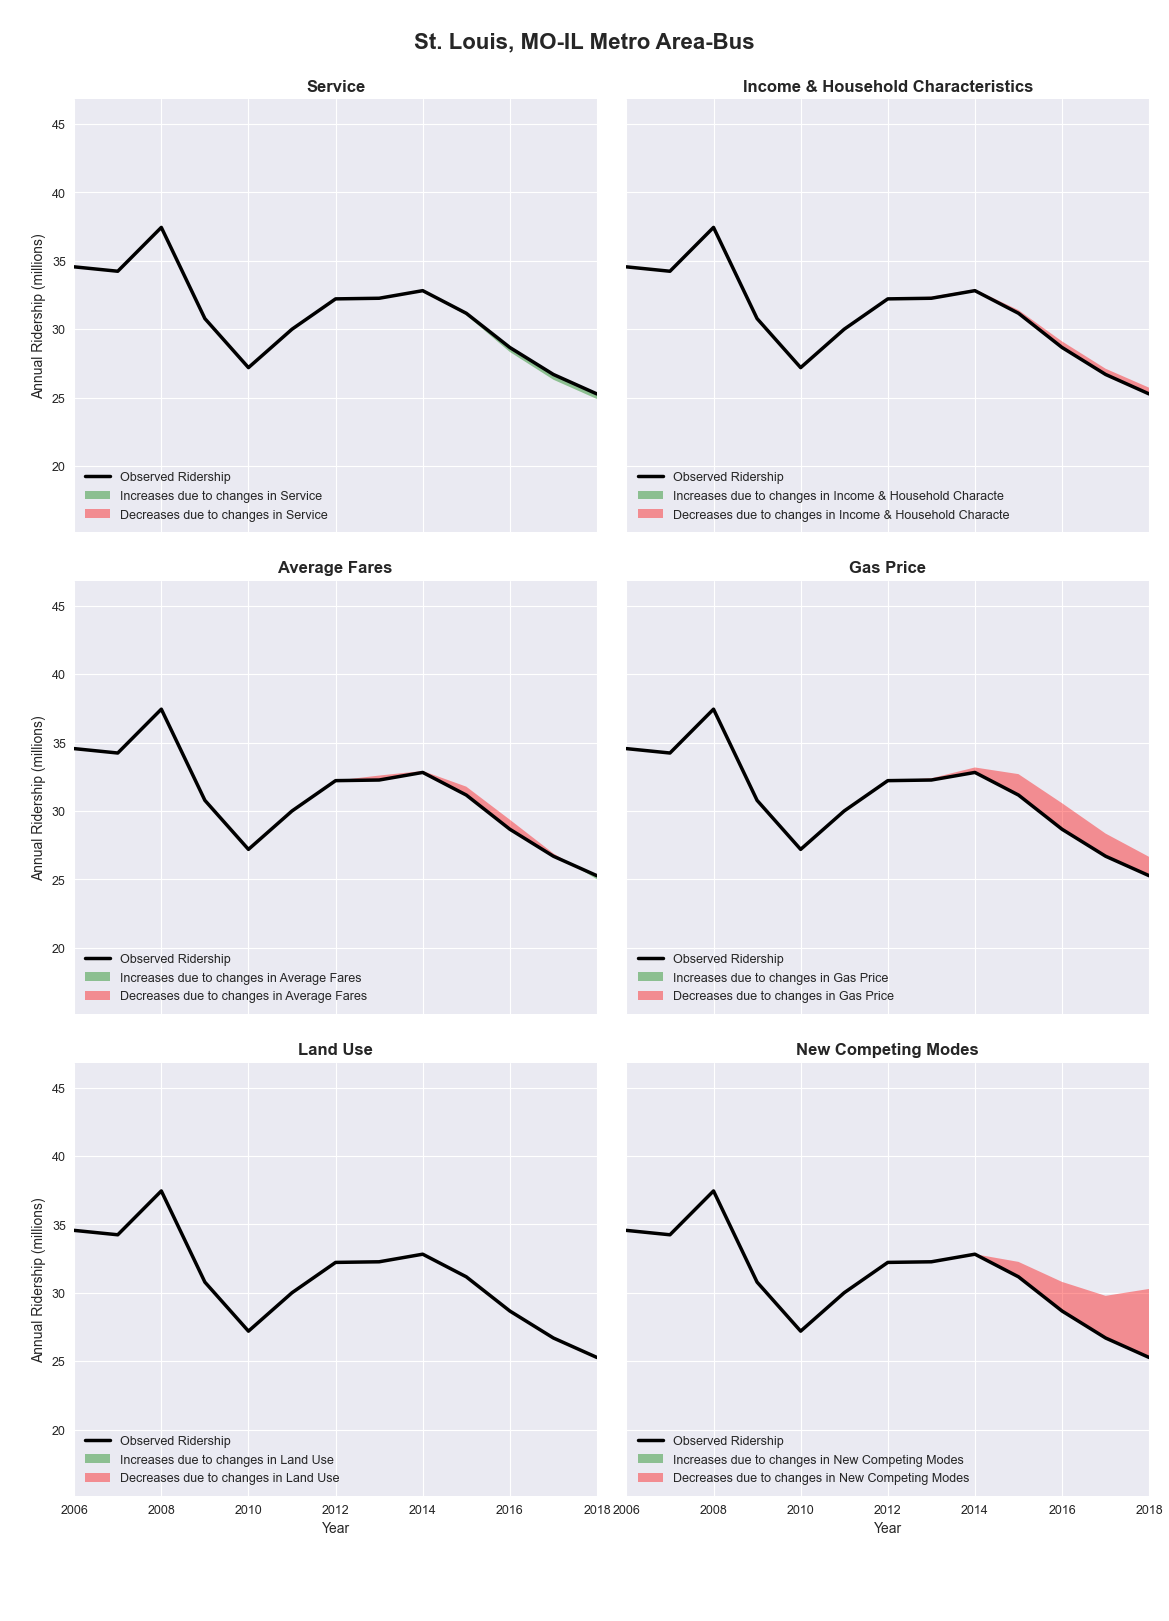 St. Louis, MO-IL Metro Area-Bus
Service
Income & Household Characteristics
45
40
35
30
25
20
Annual Ridership (millions)
Observed Ridership
Increases due to changes in Service
Decreases due to changes in Service
Observed Ridership
Increases due to changes in Income & Household Characte
Decreases due to changes in Income & Household Characte
Average Fares
Gas Price
45
40
35
30
25
20
Annual Ridership (millions)
Observed Ridership
Increases due to changes in Average Fares
Decreases due to changes in Average Fares
Observed Ridership
Increases due to changes in Gas Price
Decreases due to changes in Gas Price
Land Use
New Competing Modes
45
40
35
30
25
20
Annual Ridership (millions)
Observed Ridership
Increases due to changes in Land Use
Decreases due to changes in Land Use
Observed Ridership
Increases due to changes in New Competing Modes
Decreases due to changes in New Competing Modes
2006 2008 2010 2012 2014 2016 2018
2006 2008 2010 2012 2014 2016 2018
Year
Year